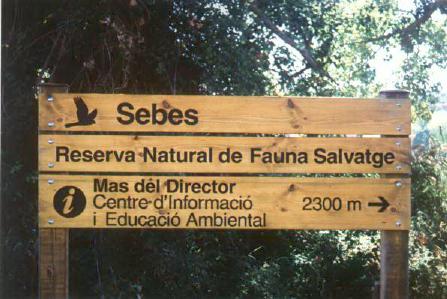 Sebes
Reserva Natural de Fauna Salvatge
Mas del Director
Centre d'Informació 2300 m →
i Educació Ambiental